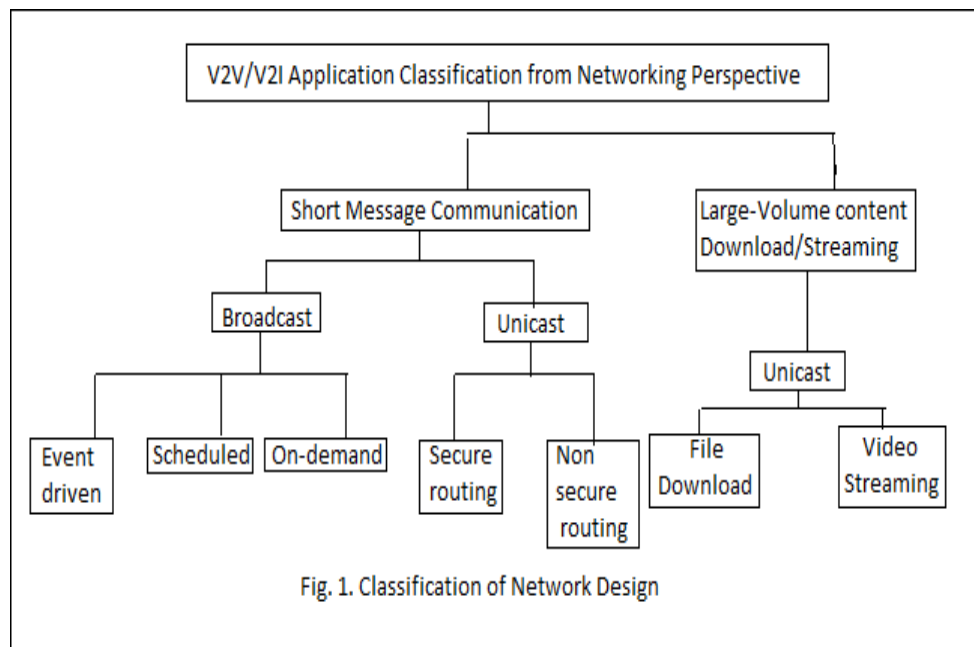 V2V/V2I Application Classification from Networking Perspective
Short Message Communication
Large-Volume content
Download/Streaming
Broadcast
Unicast
Unicast
Event
driven
Scheduled
On-demand
Secure
routing
Non
secure
routing
File
Download
Video
Streaming
Fig. 1. Classification of Network Design